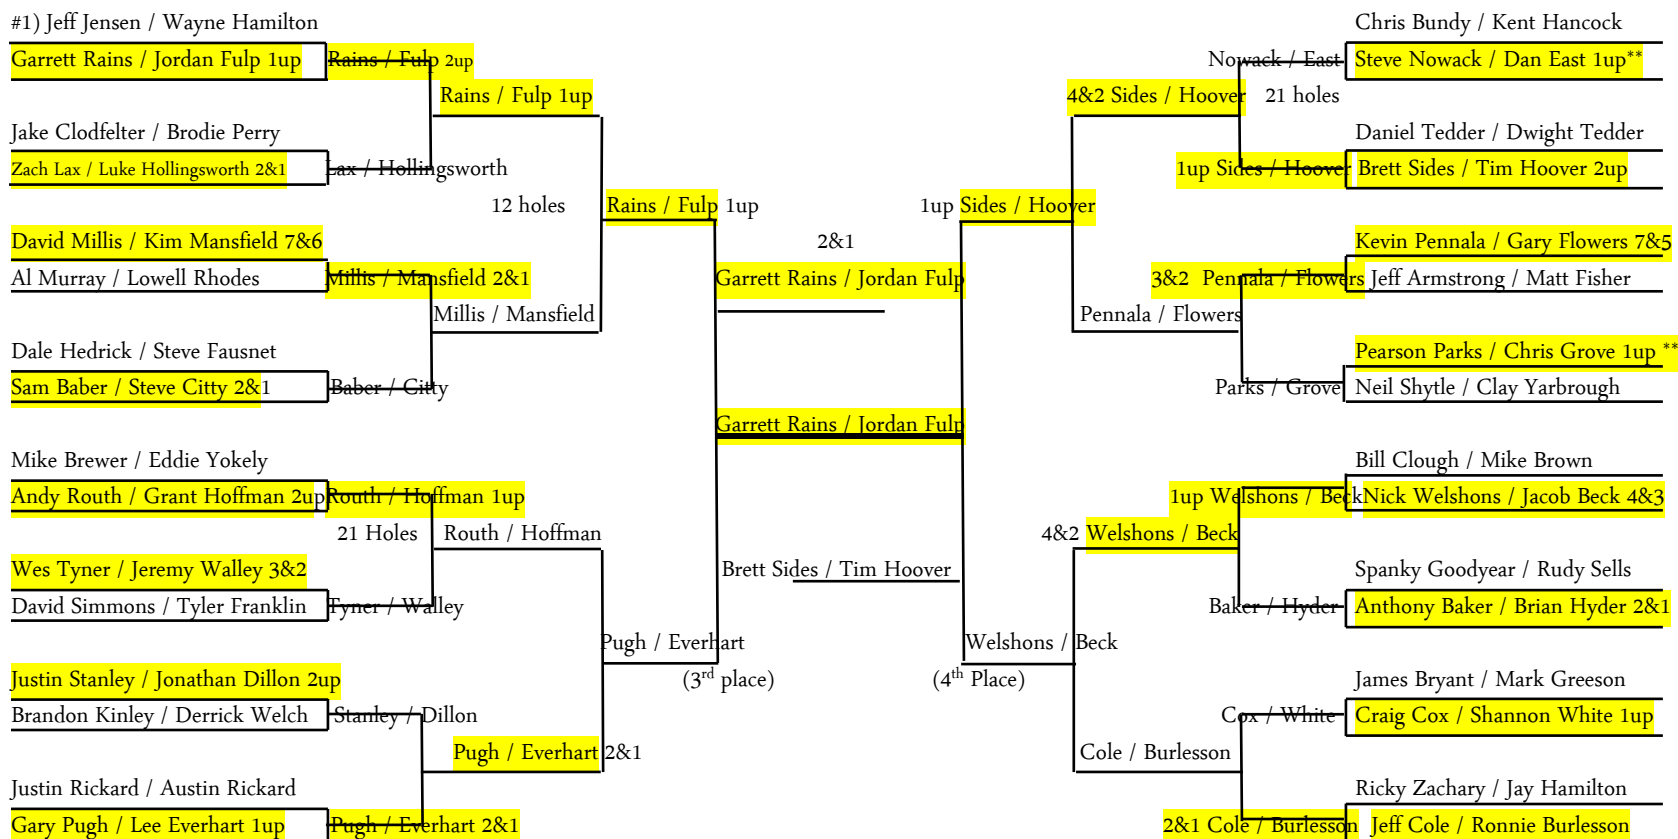 #1) Jeff Jensen / Wayne Hamilton
Garrett Rains / Jordan Fulp 1up
Rains / Fulp 2up
Rains / Fulp 1up
Jake Clodfelter / Brodie Perry
Zach Lax / Luke Hollingsworth 2&1
Lax / Hollingsworth
12 holes
Rains / Fulp 1up
David Millis / Kim Mansfield 7&6
Al Murray / Lowell Rhodes
Millis / Mansfield 2&1
Millis / Mansfield
Dale Hedrick / Steve Fausnet
Sam Baber / Steve Citty 2&1
Baber / Citty
Mike Brewer / Eddie Yokely
Andy Routh / Grant Hoffman 2up
Routh / Hoffman 1up
21 Holes
Routh / Hoffman
Wes Tyner / Jeremy Walley 3&2
David Simmons / Tyler Franklin
Tyner / Walley
Pugh / Everhart
(3rd place)
Justin Stanley / Jonathan Dillon 2up
Brandon Kinley / Derrick Welch
Stanley / Dillon
Pugh / Everhart 2&1
Justin Rickard / Austin Rickard
Gary Pugh / Lee Everhart 1up
Pugh / Everhart 2&1
2&1
Garrett Rains / Jordan Fulp
Garrett Rains / Jordan Fulp
Brett Sides / Tim Hoover
Chris Bundy / Kent Hancock
Nowack / East
Steve Nowack / Dan East 1up**
4&2 Sides / Hoover
21 holes
Daniel Tedder / Dwight Tedder
1up Sides / Hoover
Brett Sides / Tim Hoover 2up
1up Sides / Hoover
Kevin Pennala / Gary Flowers 7&5
3&2 Pennala / Flowers
Jeff Armstrong / Matt Fisher
Pennala / Flowers
Pearson Parks / Chris Grove 1up **
Parks / Grove
Neil Shytle / Clay Yarbrough
Bill Clough / Mike Brown
1up Welshons / Beck
Nick Welshons / Jacob Beck 4&3
4&2 Welshons / Beck
Spanky Goodyear / Rudy Sells
Baker / Hyder
Anthony Baker / Brian Hyder 2&1
Welshons / Beck
(4th Place)
James Bryant / Mark Greeson
Cox / White
Craig Cox / Shannon White 1up
Cole / Burlesson
Ricky Zachary / Jay Hamilton
2&1 Cole / Burlesson
Jeff Cole / Ronnie Burlesson